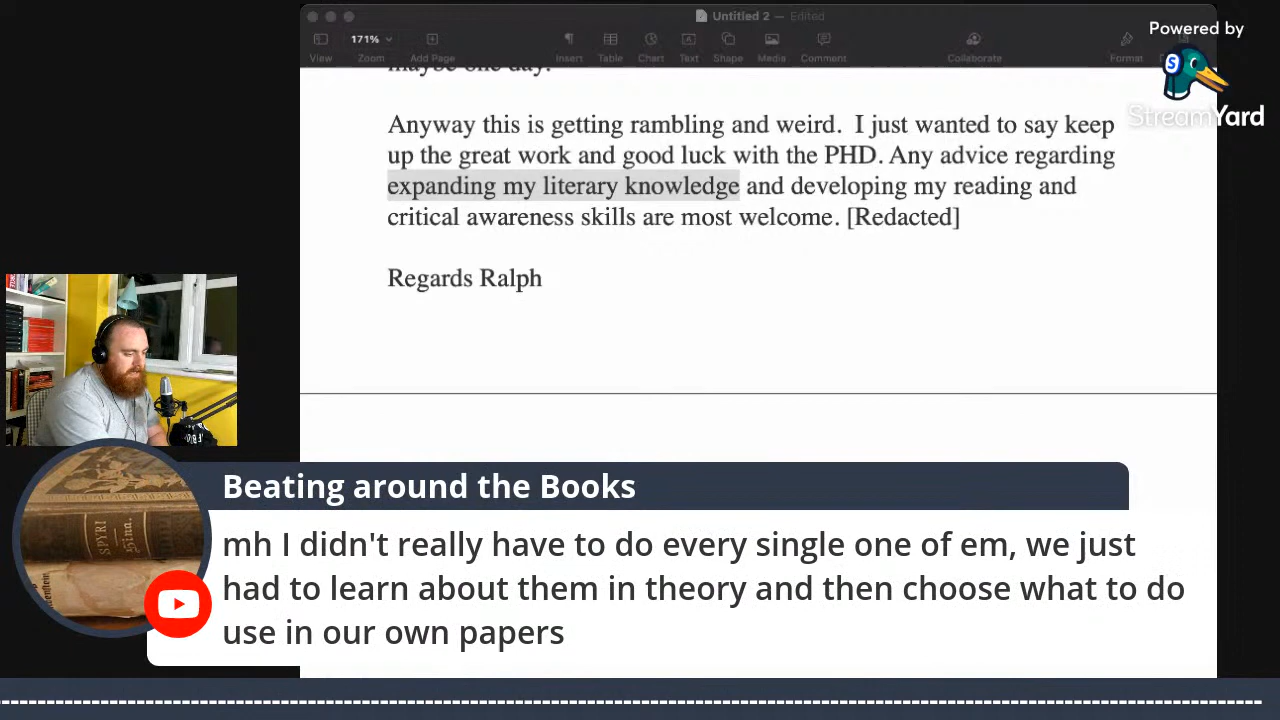 Untitled 2 — Edited
171%
View Zoom Add Page Insert Table Chart Text Shape Media Comment Collaborate Format
Powered by
StreamYard
maybe one day.
Anyway this is getting rambling and weird.  I just wanted to say keep
up the great work and good luck with the PHD. Any advice regarding
expanding my literary knowledge and developing my reading and
critical awareness skills are most welcome. [Redacted]
Regards Ralph
SPYRI
Beating around the Books
mh I didn't really have to do every single one of em, we just
had to learn about them in theory and then choose what to do
use in our own papers